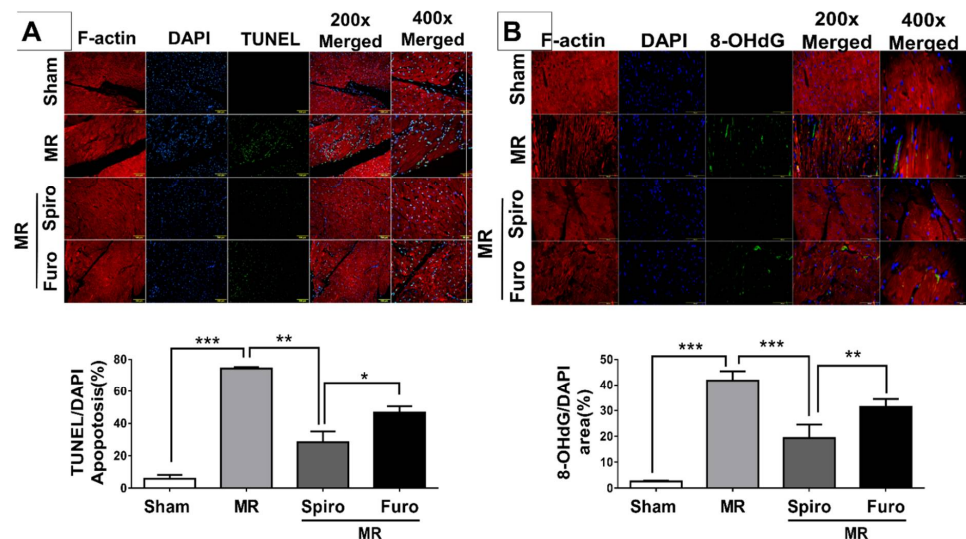 A
F-actin DAPI TUNEL 200x Merged 400x Merged
Sham
MR
Spiro
Furo
MR
TUNEL/DAPI
Apopotosis(%)
80
60
40
20
0
*** ** *
Sham MR Spiro Furo
MR
B
F-actin DAPI 8-OHdG 200x Merged 400x Merged
Sham
MR
Spiro
Furo
MR
8-OHdG/DAPI
area(%)
50
40
30
20
10
0
*** *** **
Sham MR Spiro Furo
MR